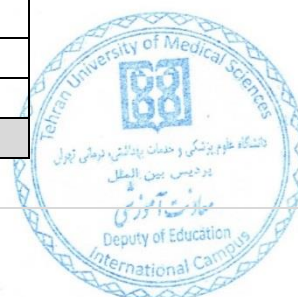 Tehran University of Medical Sciences
دانشگاه علوم پزشکی و خدمات بهداشتی، درمانی تهران
پردیس بین الملل
معاونت آموزشی
Deputy of Education
International Campus